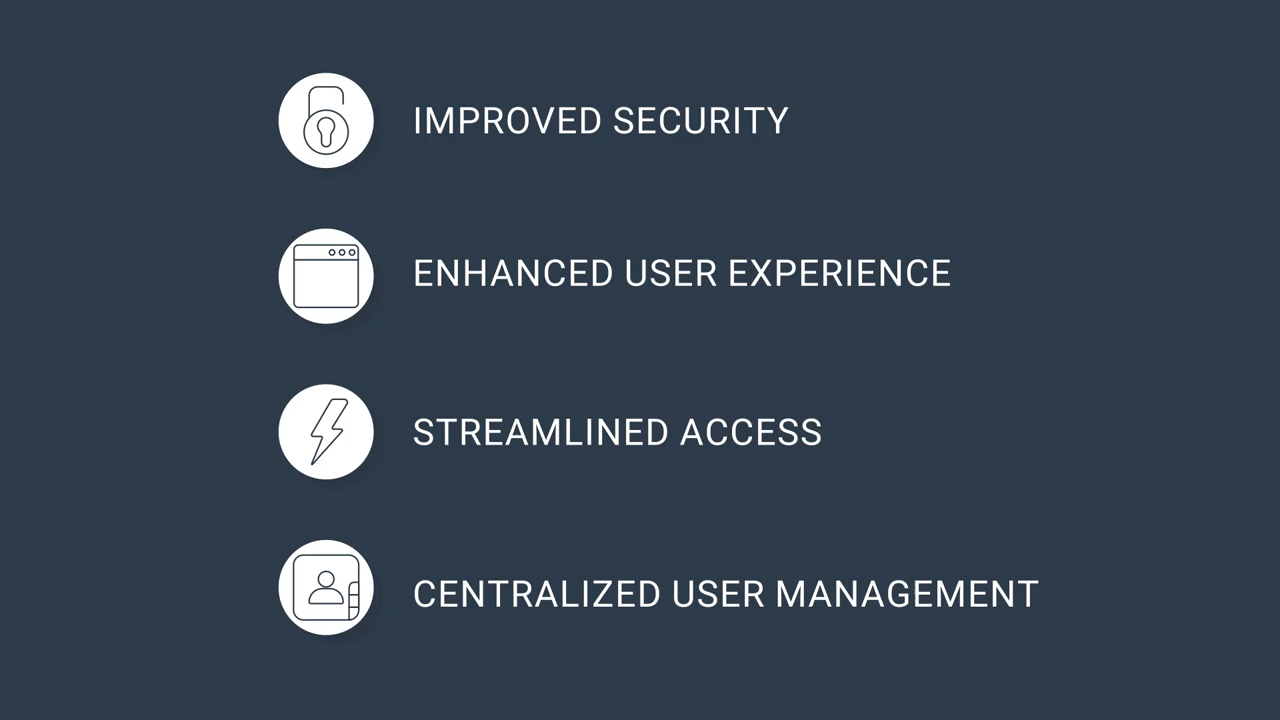 IMPROVED SECURITY
ENHANCED USER EXPERIENCE
STREAMLINED ACCESS
CENTRALIZED USER MANAGEMENT